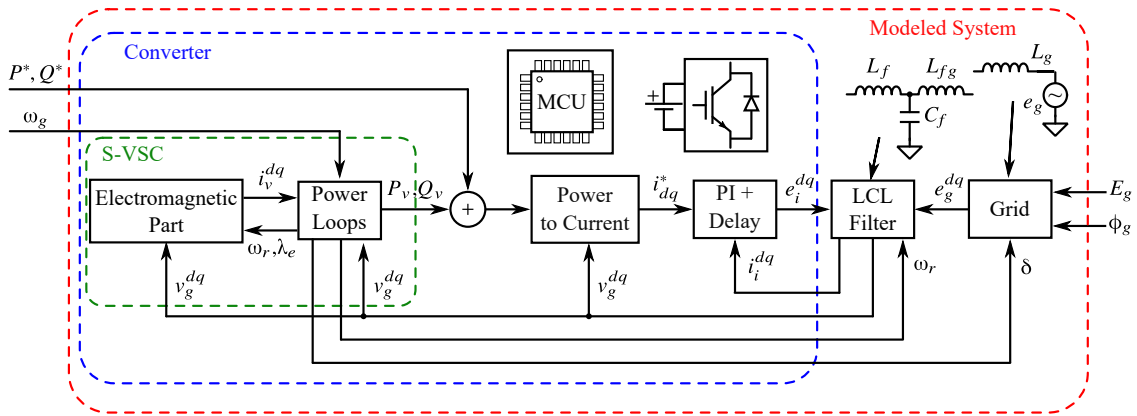 Modeled System
Converter
P*, Q*
ω_g
S-VSC
MCU
L_f
L_fg
C_f
L_g
e_g
~
+
Electromagnetic
Part
i_v^dq
ω_r, λ_e
Power
Loops
P_v, Q_v
+
Power
to Current
i_dq^*
PI +
Delay
e_i^dq
LCL
Filter
e_g^dq
Grid
E_g
ϕ_g
v_g^dq
v_g^dq
v_g^dq
i_i^dq
ω_r
δ